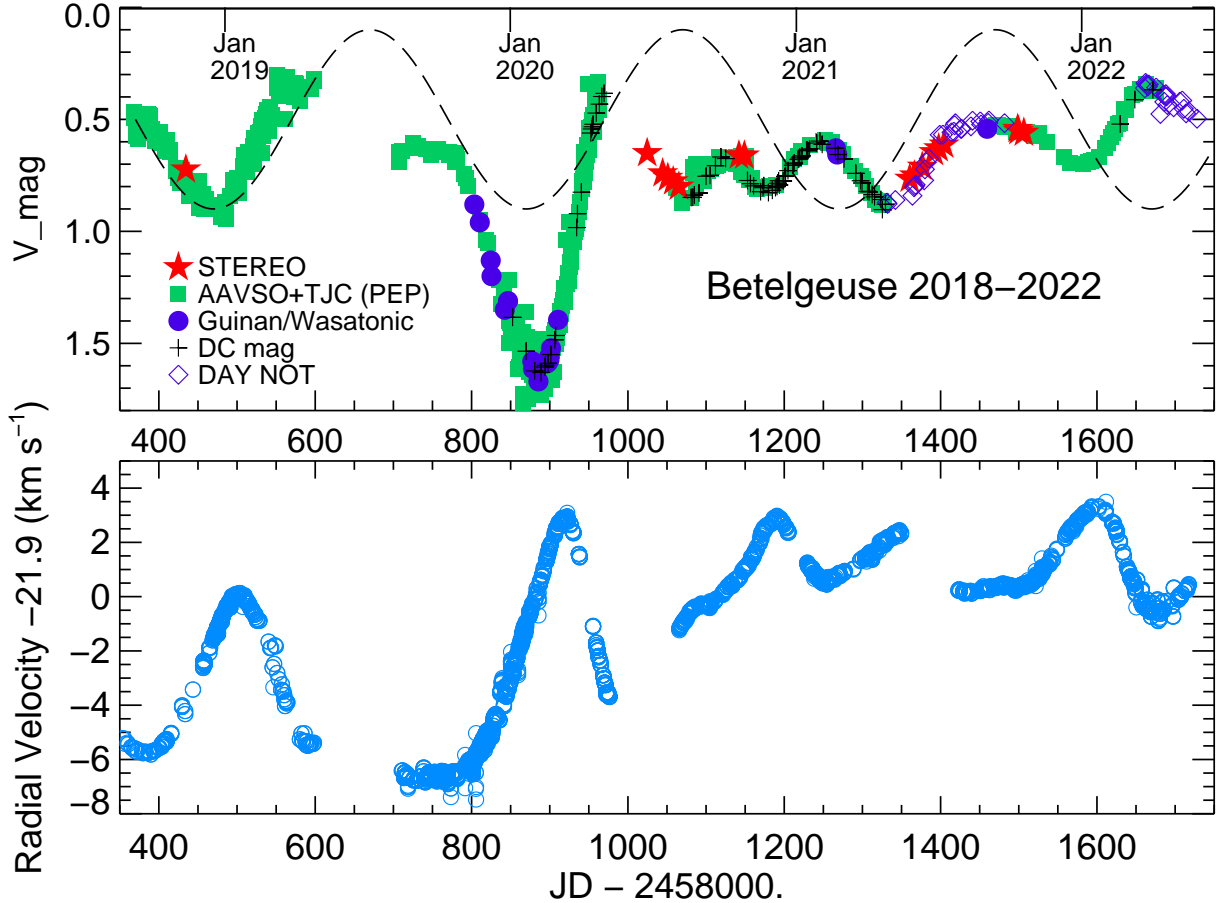 0.0
0.5
1.0
1.5
V_mag
Jan
2019
Jan
2020
Jan
2021
Jan
2022
STEREO
AAVSO+TJC (PEP)
Guinan/Wasatonic
DC mag
DAY NOT
Betelgeuse 2018−2022
400 600 800 1000 1200 1400 1600
Radial Velocity −21.9 (km s−1)
4
2
0
−2
−4
−6
−8
400 600 800 1000 1200 1400 1600
JD − 2458000.